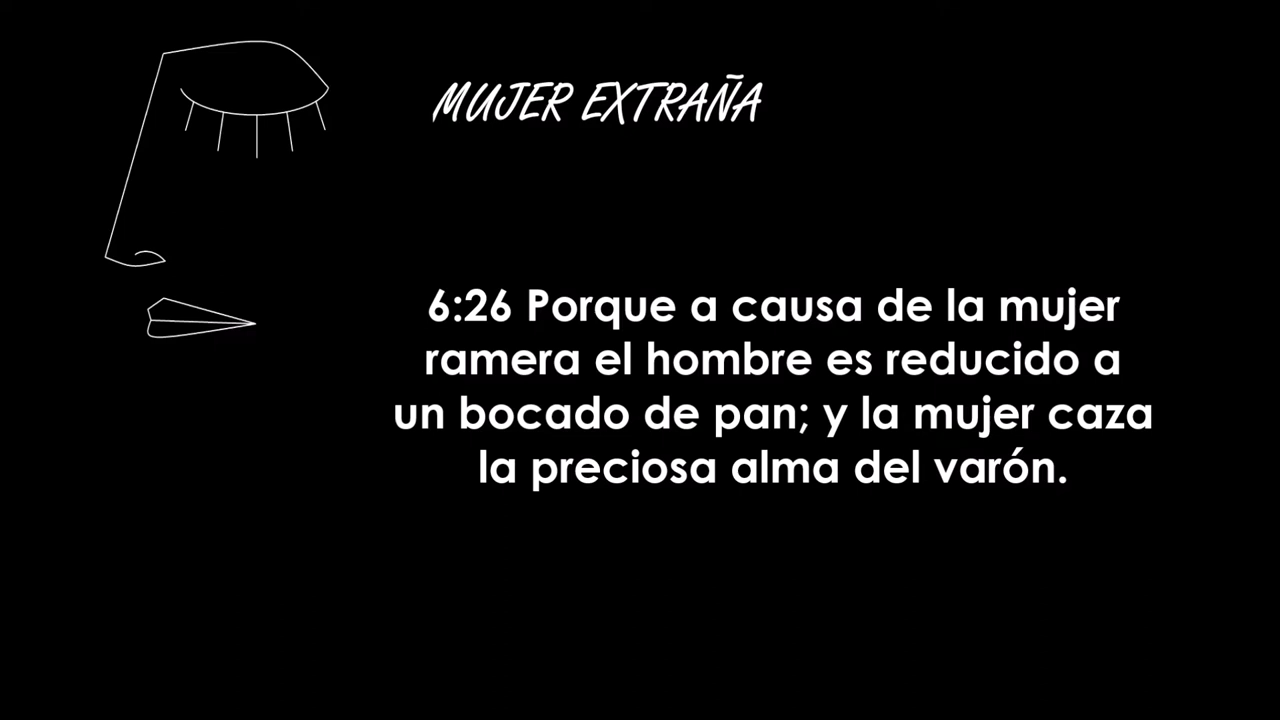 MUJER EXTRAÑA
6:26 Porque a causa de la mujer
ramera el hombre es reducido a
un bocado de pan; y la mujer caza
la preciosa alma del varón.